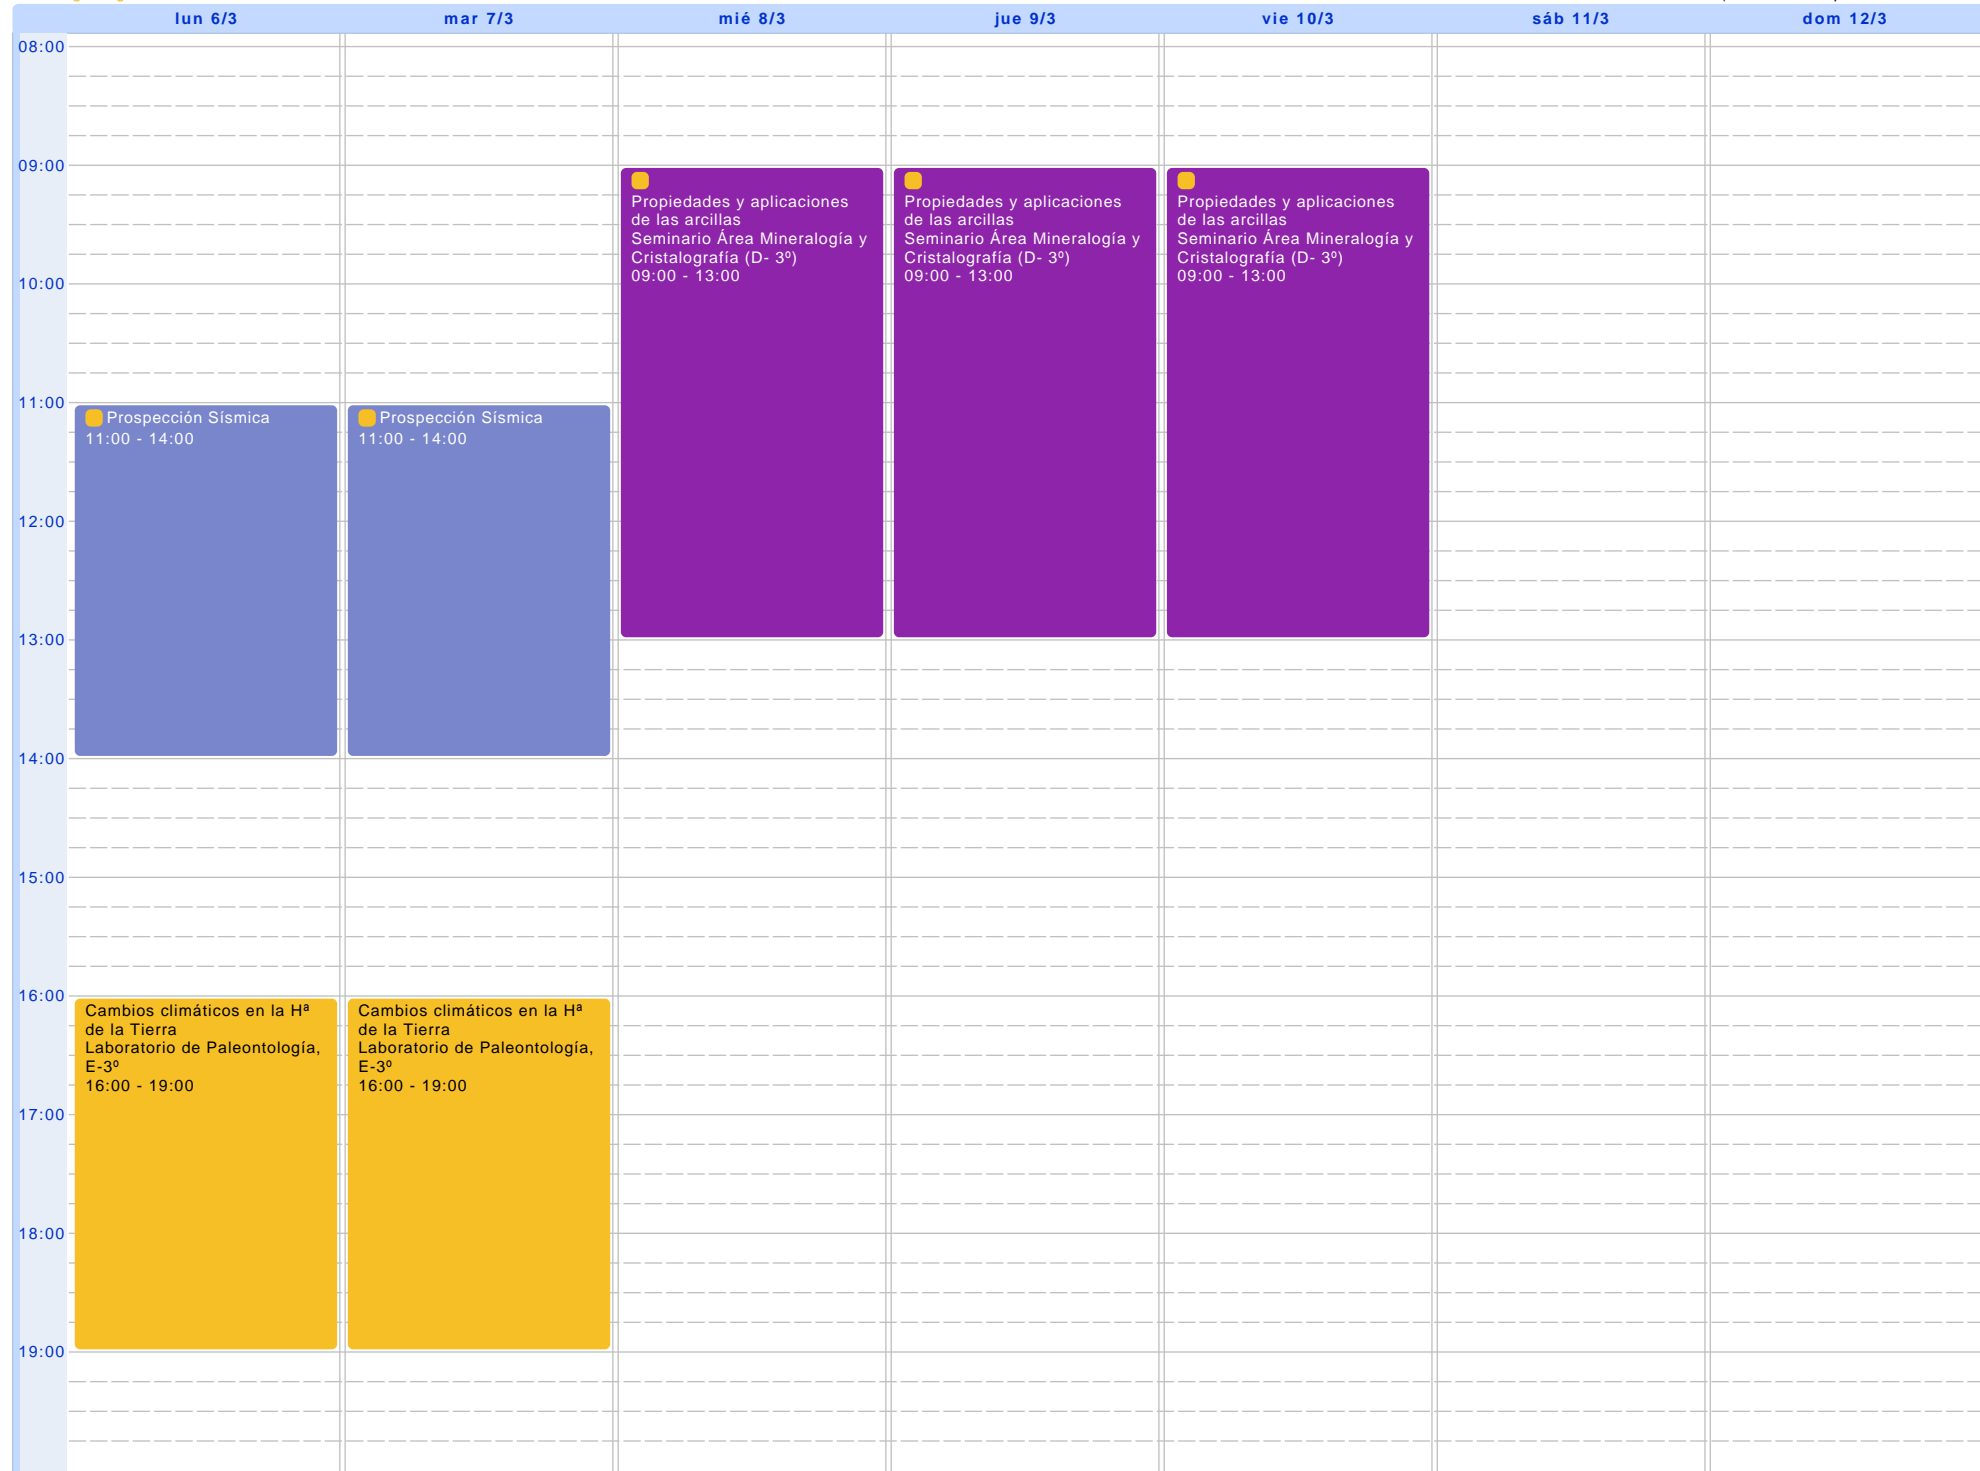 lun 6/3
mar 7/3
mié 8/3
jue 9/3
vie 10/3
sáb 11/3
dom 12/3
08:00
09:00
10:00
11:00
12:00
13:00
14:00
15:00
16:00
17:00
18:00
19:00
Prospección Sísmica
11:00 - 14:00
Cambios climáticos en la Hª
de la Tierra
Laboratorio de Paleontología,
E-3º
16:00 - 19:00
Prospección Sísmica
11:00 - 14:00
Cambios climáticos en la Hª
de la Tierra
Laboratorio de Paleontología,
E-3º
16:00 - 19:00
Propiedades y aplicaciones
de las arcillas
Seminario Área Mineralogía y
Cristalografía (D- 3º)
09:00 - 13:00
Propiedades y aplicaciones
de las arcillas
Seminario Área Mineralogía y
Cristalografía (D- 3º)
09:00 - 13:00
Propiedades y aplicaciones
de las arcillas
Seminario Área Mineralogía y
Cristalografía (D- 3º)
09:00 - 13:00